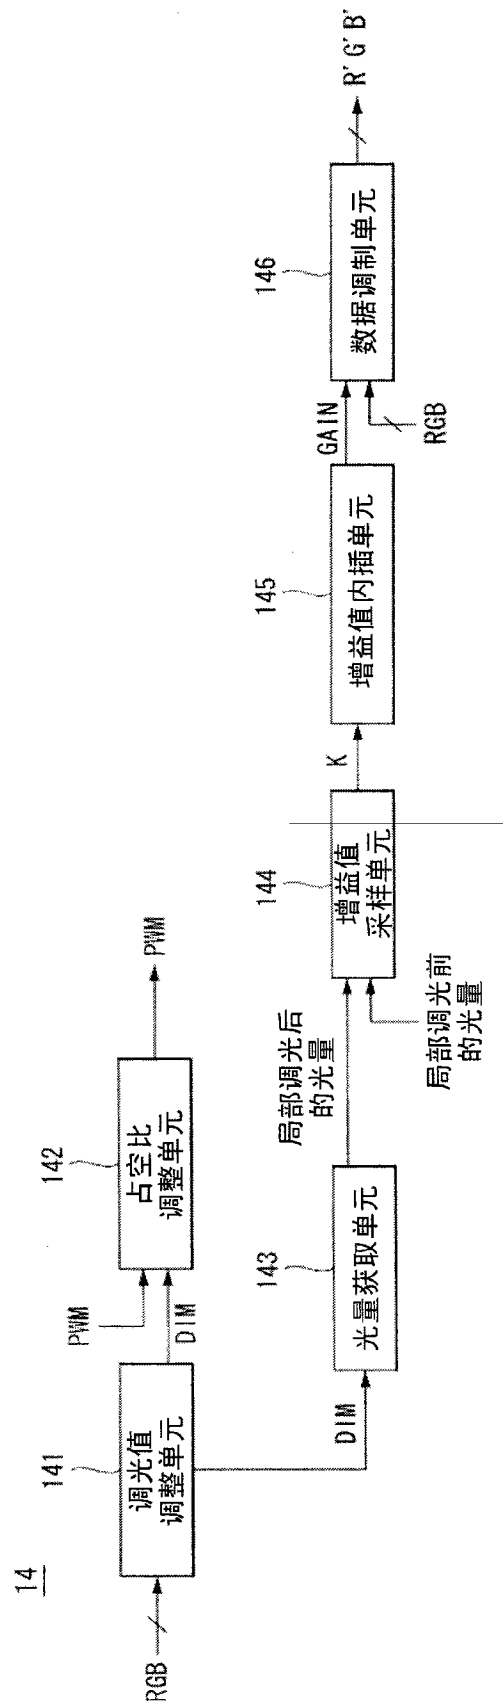 14
RGB
141
调光值
调整单元
PWM
DIM
142
占空比
调整单元
PWM
DIM
143
光量获取单元
局部调光后
的光量
局部调光前
的光量
144
增益值
采样单元
K
145
增益值内插单元
GAIN
RGB
146
数据调制单元
R'G'B'